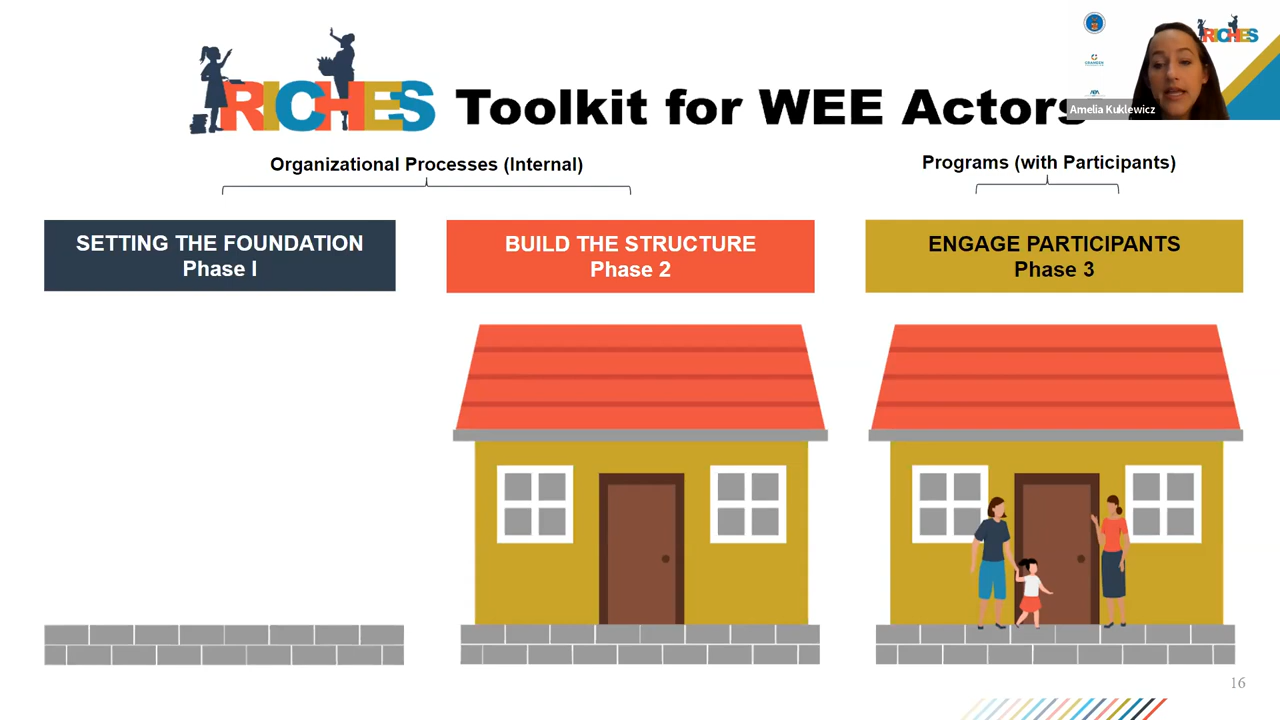 RICHES Toolkit for WEE Actors
RICHES
Amelia Kuklewicz
Organizational Processes (Internal)
Programs (with Participants)
SETTING THE FOUNDATION
Phase I
BUILD THE STRUCTURE
Phase 2
ENGAGE PARTICIPANTS
Phase 3
16